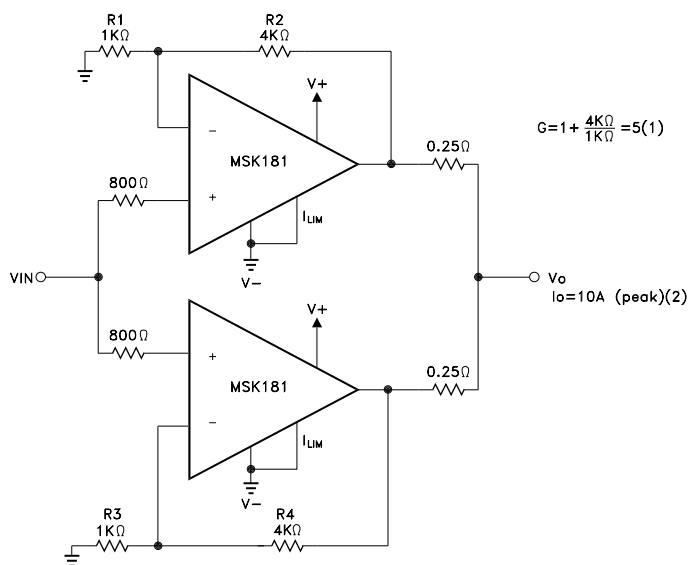 R1
1KΩ
R2
4KΩ
V+
−
MSK181
+
ILIM
V−
0.25Ω
G=1+ 4KΩ/1KΩ =5(1)
800Ω
VIN
Vo
Io=10A (peak)(2)
800Ω
V+
+
MSK181
−
ILIM
V−
0.25Ω
R3
1KΩ
R4
4KΩ